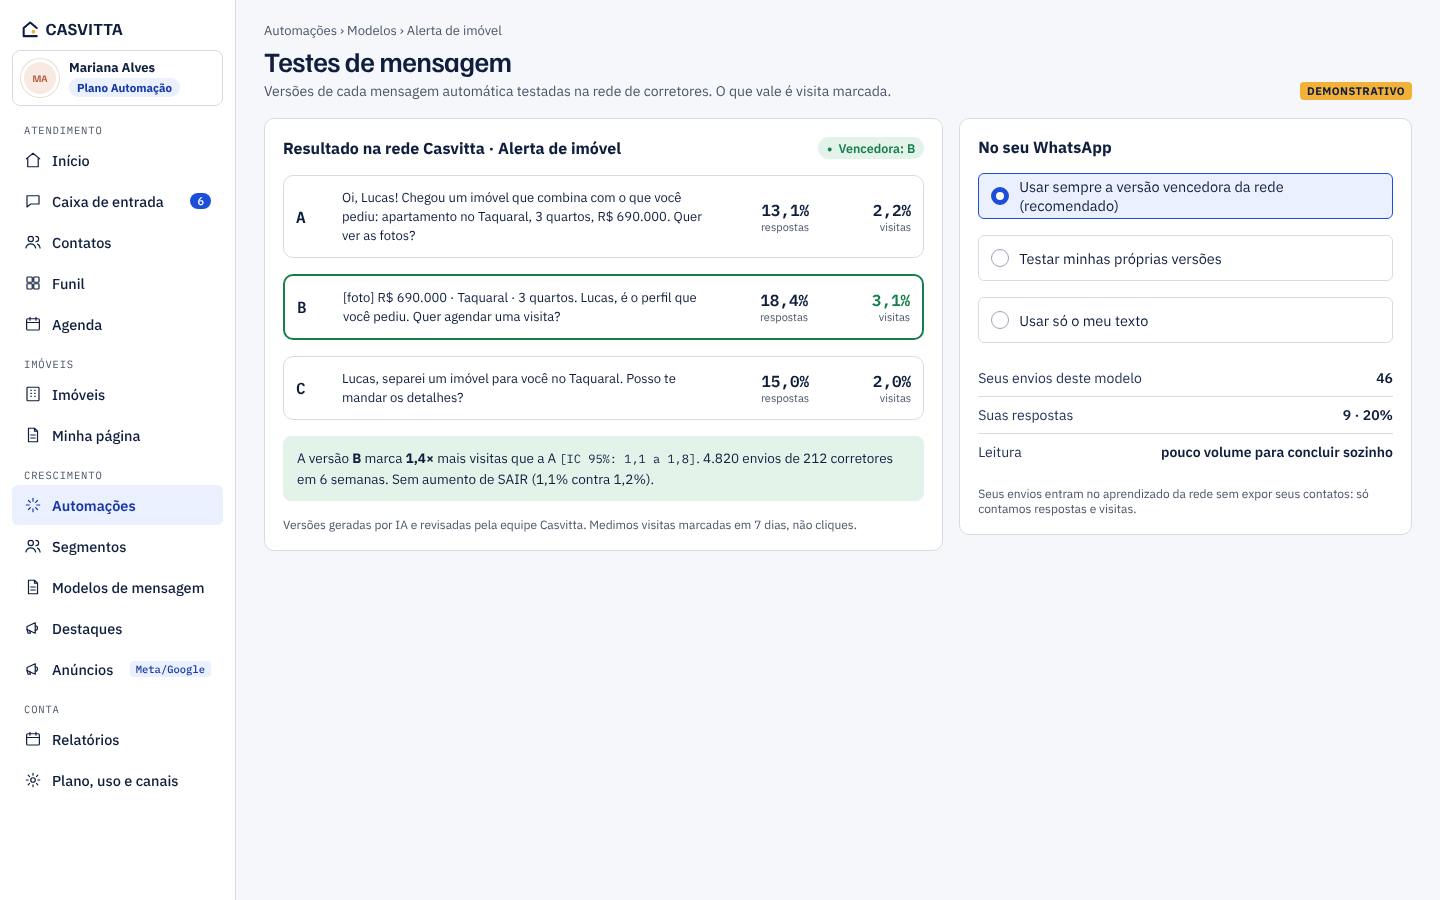 CASVITTA
MA
Mariana Alves
Plano Automação
ATENDIMENTO
Início
Caixa de entrada
6
Contatos
Funil
Agenda
IMÓVEIS
Imóveis
Minha página
CRESCIMENTO
Automações
Segmentos
Modelos de mensagem
Destaques
Anúncios
Meta/Google
CONTA
Relatórios
Plano, uso e canais
Automações › Modelos › Alerta de imóvel
Testes de mensagem
Versões de cada mensagem automática testadas na rede de corretores. O que vale é visita marcada.
DEMONSTRATIVO
Resultado na rede Casvitta · Alerta de imóvel
• Vencedora: B
A
Oi, Lucas! Chegou um imóvel que combina com o que você
pediu: apartamento no Taquaral, 3 quartos, R$ 690.000. Quer
ver as fotos?
13,1%
respostas
2,2%
visitas
B
[foto] R$ 690.000 · Taquaral · 3 quartos. Lucas, é o perfil que
você pediu. Quer agendar uma visita?
18,4%
respostas
3,1%
visitas
C
Lucas, separei um imóvel para você no Taquaral. Posso te
mandar os detalhes?
15,0%
respostas
2,0%
visitas
A versão B marca 1,4× mais visitas que a A [IC 95%: 1,1 a 1,8]. 4.820 envios de 212 corretores
em 6 semanas. Sem aumento de SAIR (1,1% contra 1,2%).
Versões geradas por IA e revisadas pela equipe Casvitta. Medimos visitas marcadas em 7 dias, não cliques.
No seu WhatsApp
Usar sempre a versão vencedora da rede
(recomendado)
Testar minhas próprias versões
Usar só o meu texto
Seus envios deste modelo
46
Suas respostas
9 · 20%
Leitura
pouco volume para concluir sozinho
Seus envios entram no aprendizado da rede sem expor seus contatos: só
contamos respostas e visitas.